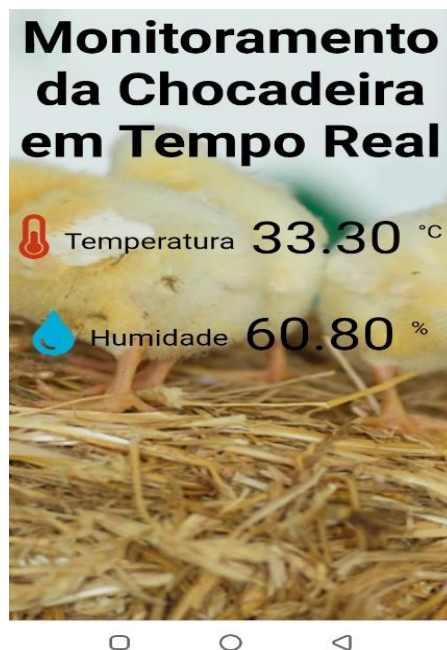 Monitoramento
da Chocadeira
em Tempo Real
Temperatura 33.30 °C
Humidade 60.80 %